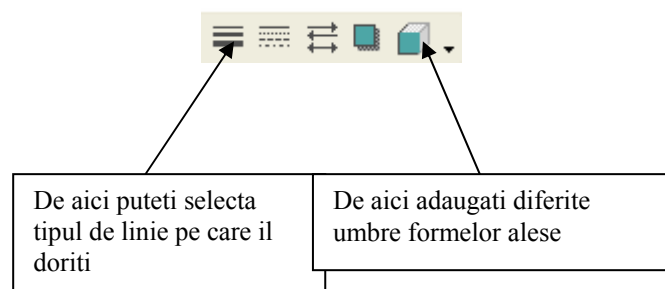 De aici puteti selecta
tipul de linie pe care il
doriti
De aici adaugati diferite
umbre formelor alese